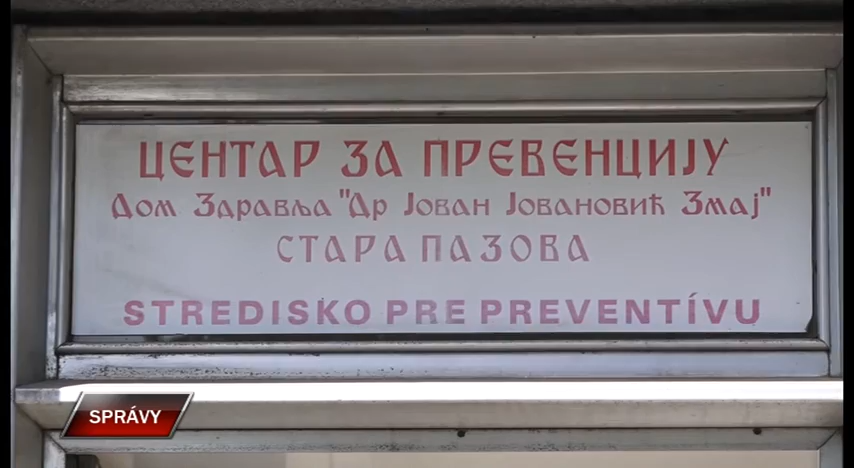 ЦЕНТАР ЗА ПРЕВЕНЦИЈУ
Дом Здравља "Др Јован Јовановић Змај"
СТАРА ПАЗОВА
STREDISKO PRE PREVENTÍVU
SPRÁVY